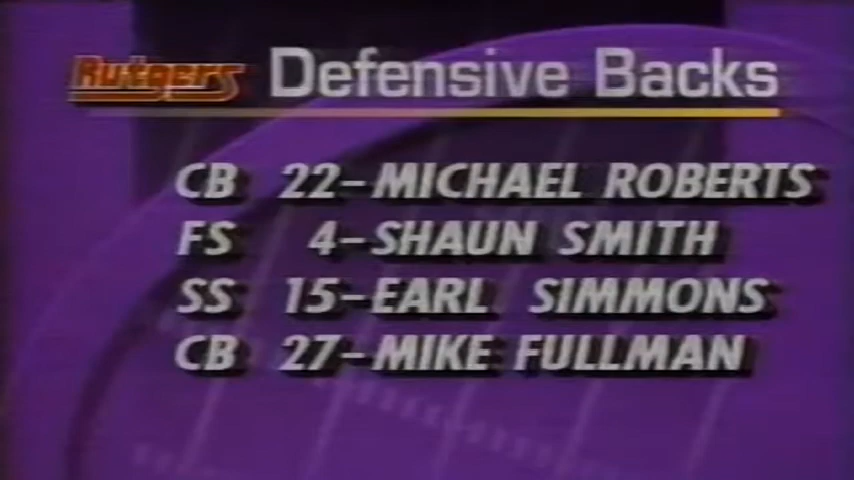 Rutgers Defensive Backs
CB 22-MICHAEL ROBERTS
FS 4-SHAUN SMITH
SS 15-EARL SIMMONS
CB 27-MIKE FULLMAN